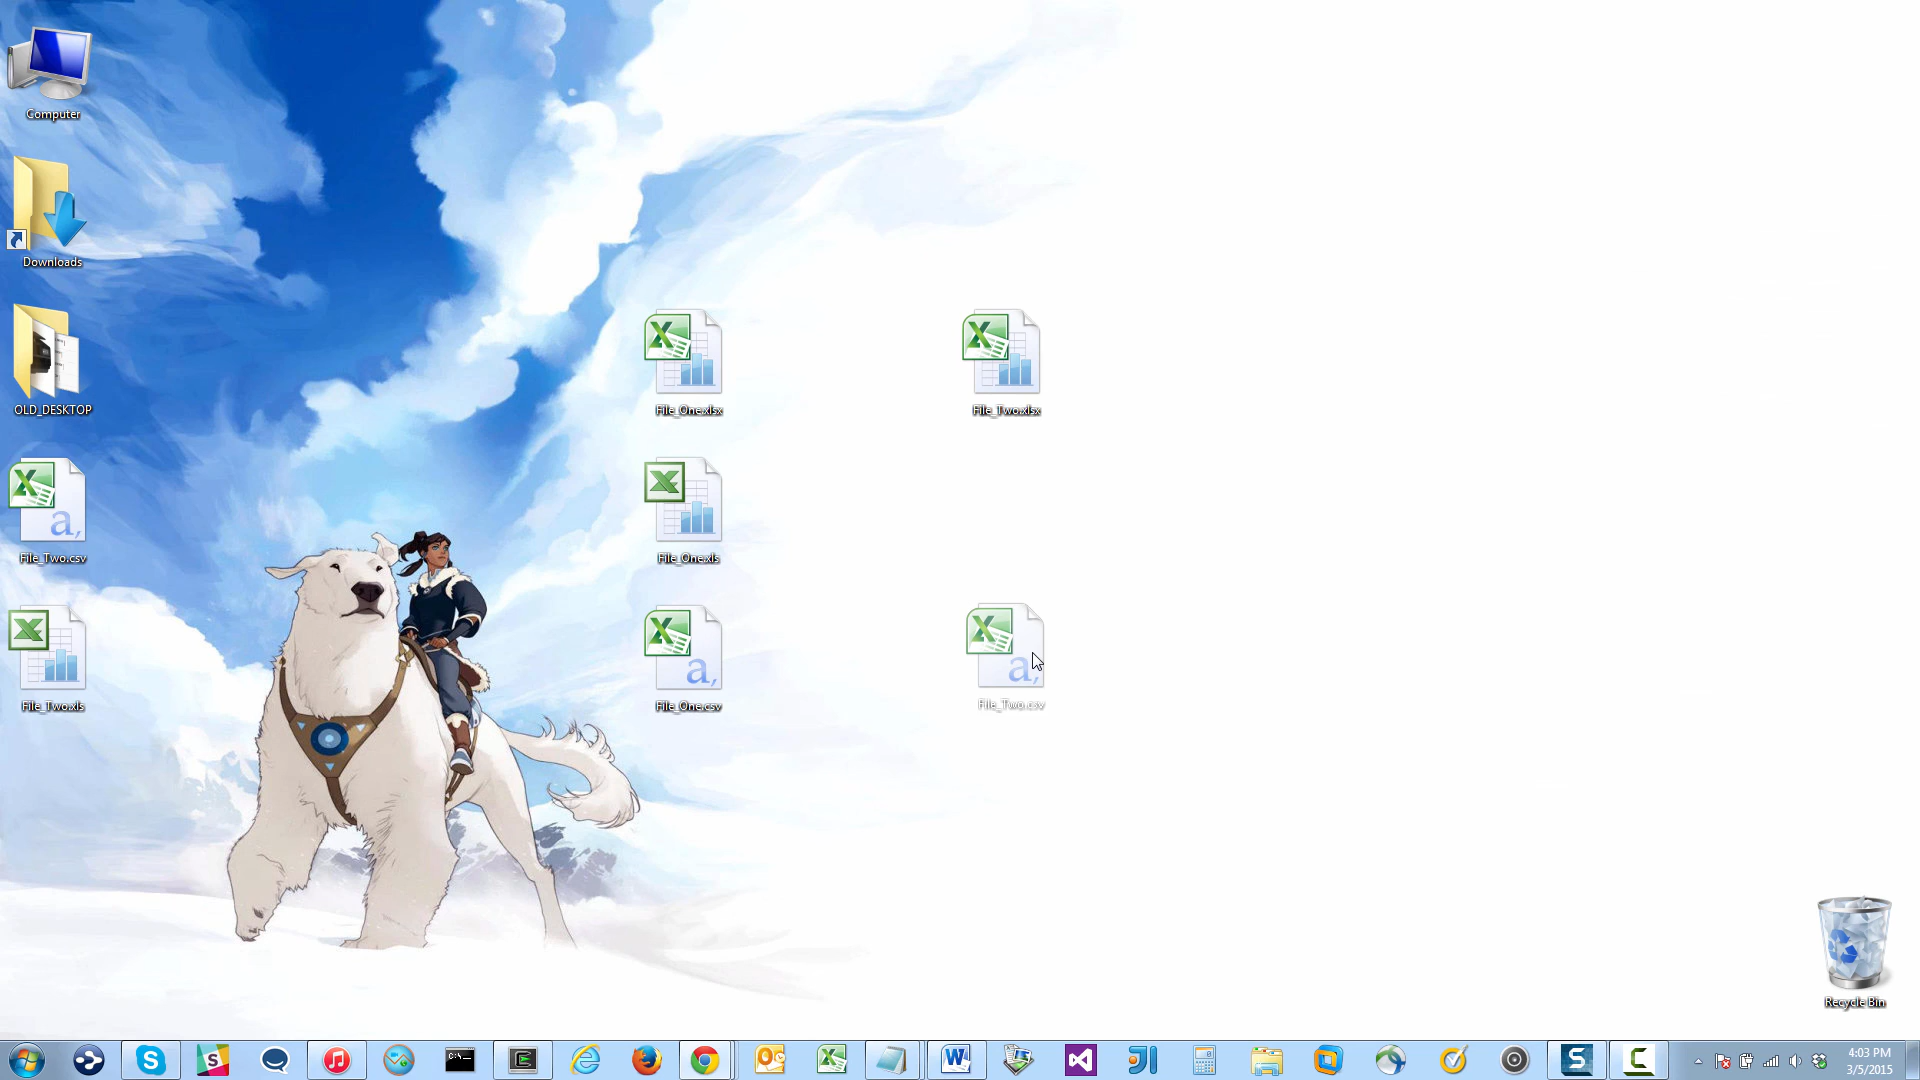 Computer
Downloads
OLD_DESKTOP
File_Two.csv
File_Two.xls
File_One.xlsx
File_Two.xlsx
File_One.xls
File_One.csv
File_Two.csv
Recycle Bin
4:03 PM
3/5/2015